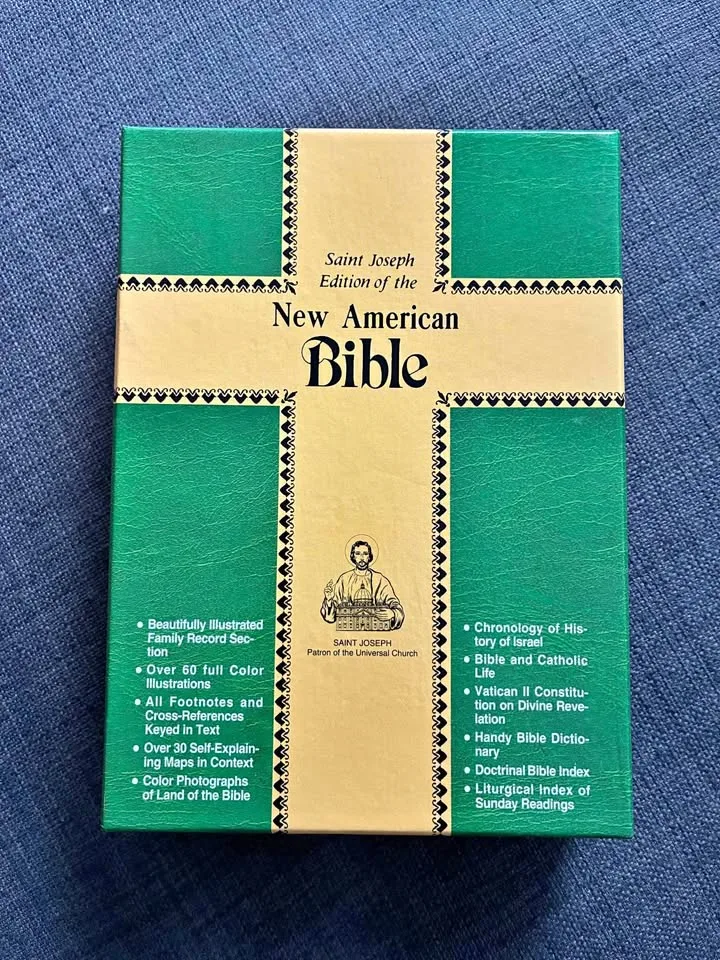 Saint Joseph
Edition of the
New American
Bible
SAINT JOSEPH
Patron of the Universal Church
• Beautifully Illustrated
Family Record Sec-
tion
• Over 60 full Color
Illustrations
• All Footnotes and
Cross-References
Keyed in Text
• Over 30 Self-Explain-
ing Maps in Context
• Color Photographs
of Land of the Bible
• Chronology of His-
tory of Israel
• Bible and Catholic
Life
• Vatican II Constitu-
tion on Divine Reve-
lation
• Handy Bible Dictio-
nary
• Doctrinal Bible Index
• Liturgical Index of
Sunday Readings